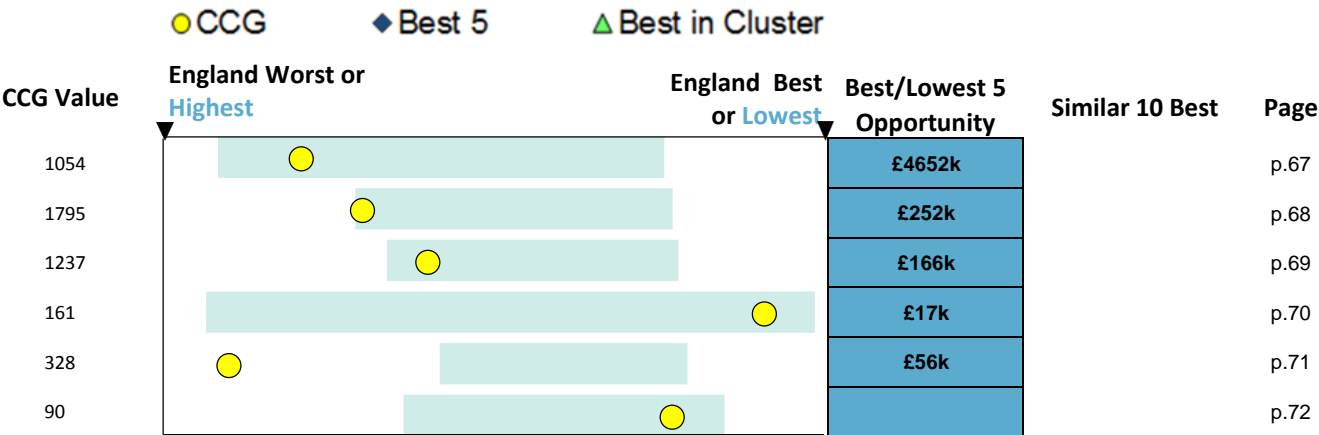 CCG Best 5 Best in Cluster
CCG Value England Worst or Highest England Best or Lowest Best/Lowest 5 Opportunity Similar 10 Best Page
1054 £4652k p.67
1795 £252k p.68
1237 £166k p.69
161 £17k p.70
328 £56k p.71
90 p.72